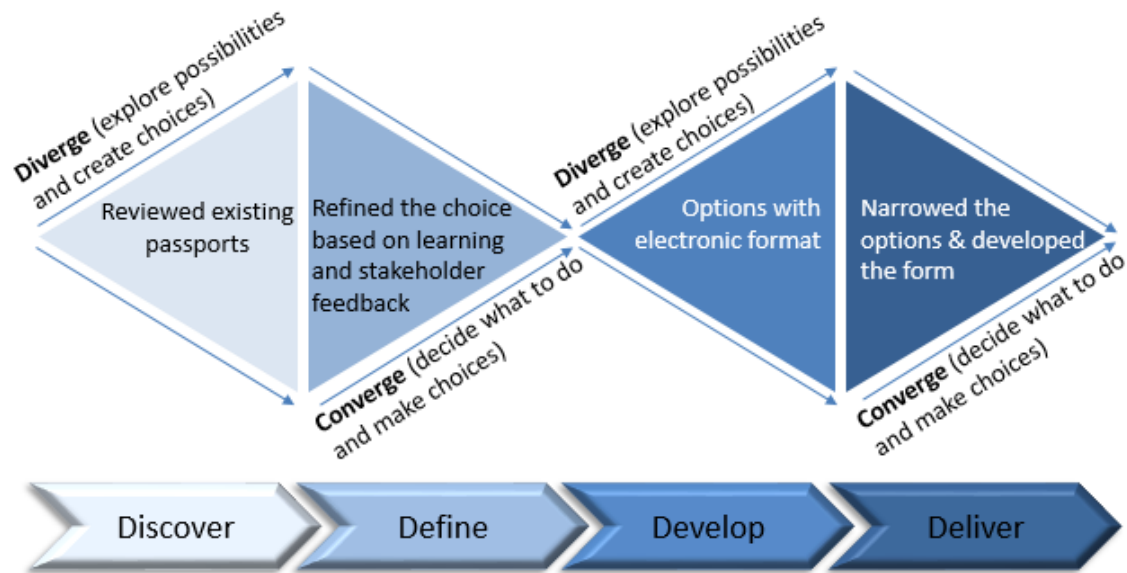 Diverge (explore possibilities
and create choices)
Reviewed existing
passports
Refined the choice
based on learning
and stakeholder
feedback
Converge (decide what to do
and make choices)
Diverge (explore possibilities
and create choices)
Options with
electronic format
Narrowed the
options & developed
the form
Converge (decide what to do
and make choices)
Discover
Define
Develop
Deliver